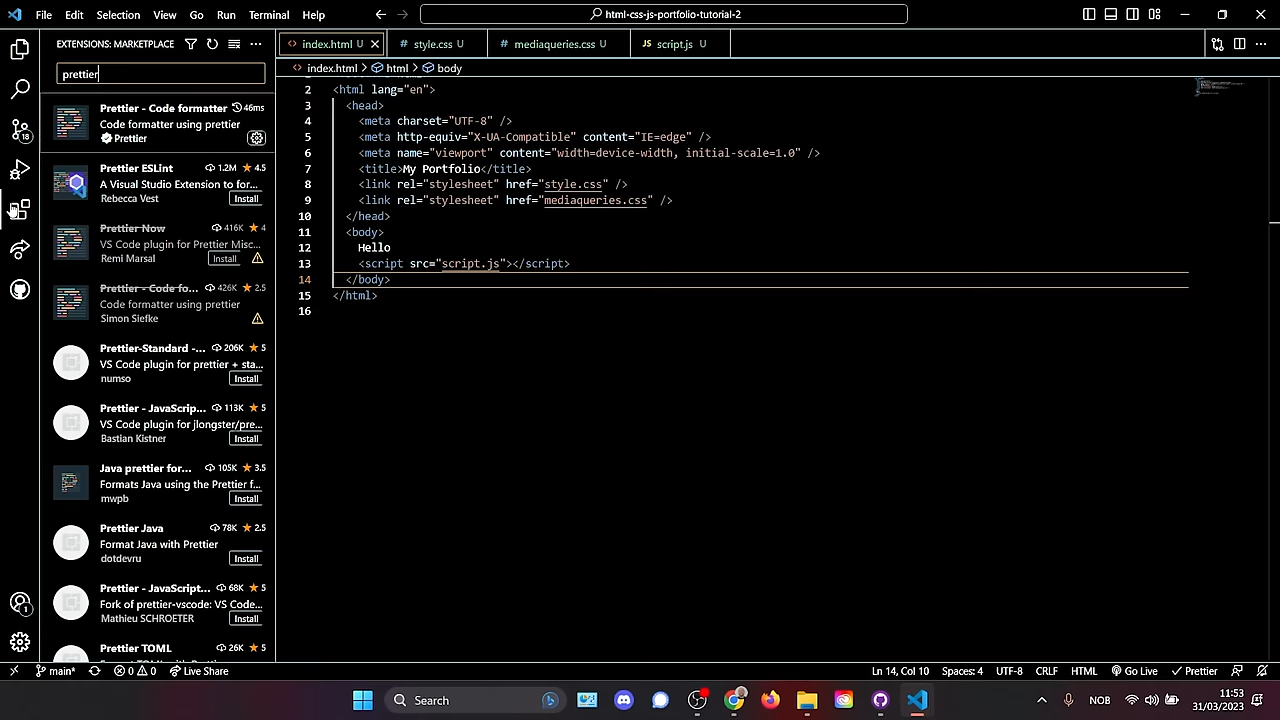 File Edit Selection View Go Run Terminal Help
html-css-js-portfolio-tutorial-2
EXTENSIONS: MARKETPLACE
prettier
18
1
Prettier - Code formatter 46ms
Code formatter using prettier
Prettier
Prettier ESLint 1.2M 4.5
A Visual Studio Extension to for...
Rebecca Vest Install
Prettier Now 416K 4
VS Code plugin for Prettier Misc...
Remi Marsal Install
Prettier - Code fo... 426K 2.5
Code formatter using prettier
Simon Siefke
Prettier-Standard - ... 206K 5
VS Code plugin for prettier + sta...
numso Install
Prettier - JavaScrip... 113K 5
VS Code plugin for jlongster/pre...
Bastian Kistner Install
Java prettier for... 105K 3.5
Formats Java using the Prettier f...
mwpb Install
Prettier Java 78K 2.5
Format Java with Prettier
dotdevru Install
Prettier - JavaScript... 68K 5
Fork of prettier-vscode: VS Code...
Mathieu SCHROETER Install
Prettier TOML 26K 5
index.html U
# style.css U
# mediaqueries.css U
JS script.js U
index.html > html > body
2 <html lang="en">
3 <head>
4 <meta charset="UTF-8" />
5 <meta http-equiv="X-UA-Compatible" content="IE=edge" />
6 <meta name="viewport" content="width=device-width, initial-scale=1.0" />
7 <title>My Portfolio</title>
8 <link rel="stylesheet" href="style.css" />
9 <link rel="stylesheet" href="mediaqueries.css" />
10 </head>
11 <body>
12 Hello
13 <script src="script.js"></script>
14 </body>
15 </html>
16
main* 0 0 Live Share
Ln 14, Col 10 Spaces: 4 UTF-8 CRLF HTML Go Live Prettier
Search
NOB
11:53
31/03/2023